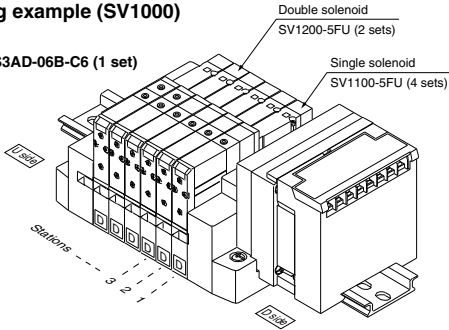 g example (SV1000)
S3AD-06B-C6 (1 set)
Double solenoid
SV1200-5FU (2 sets)
Single solenoid
SV1100-5FU (4 sets)
U side
Stations
3
2
1
D D D D D D
D side